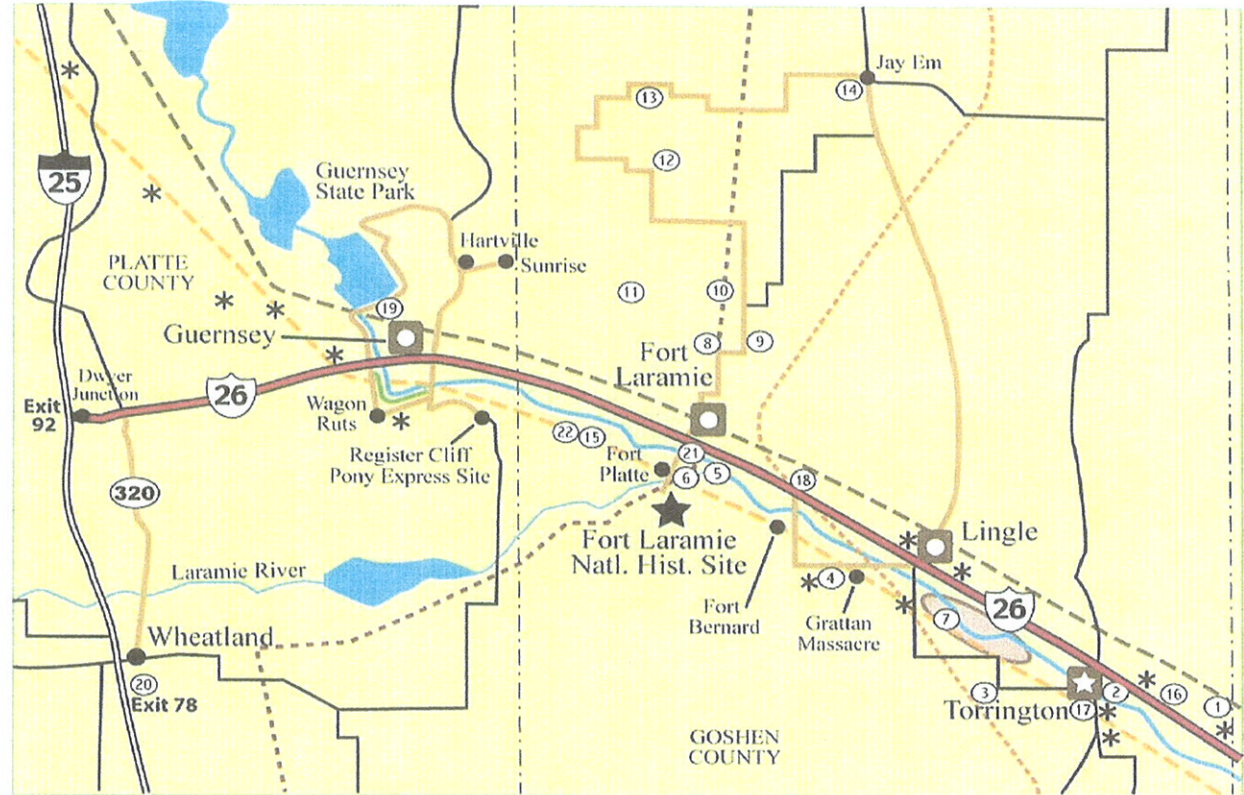 Jay Em
14
13
12
25
Guernsey
State Park
Hartville
Sunrise
PLATTE
COUNTY
11
10
19
Guernsey
8
9
Fort
Laramie
Dwyer
Junction
26
Exit
92
Wagon
Ruts
Register Cliff
Pony Express Site
22
15
Fort
Platte
21
6
5
18
320
Fort Laramie
Natl. Hist. Site
Lingle
Laramie River
Fort
Bernard
4
Grattan
Massacre
26
7
Wheatland
20
Exit 78
3
Torrington
17
2
16
1
GOSHEN
COUNTY